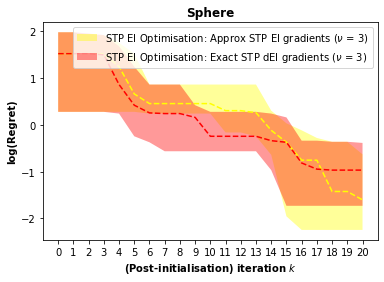 Sphere
STP EI Optimisation: Approx STP EI gradients (ν = 3)
STP EI Optimisation: Exact STP dEI gradients (ν = 3)
log(Regret)
2
1
0
−1
−2
0 1 2 3 4 5 6 7 8 9 10 11 12 13 14 15 16 17 18 19 20
(Post-initialisation) iteration k